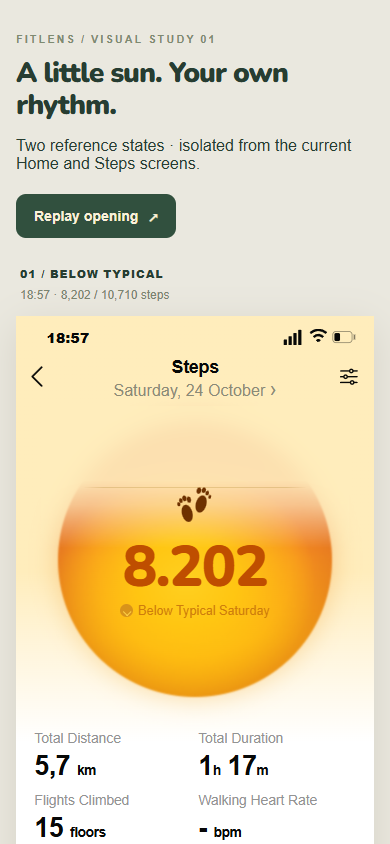 FITLENS / VISUAL STUDY 01
A little sun. Your own
rhythm.
Two reference states · isolated from the current
Home and Steps screens.
Replay opening ↗
01 / BELOW TYPICAL
18:57 · 8,202 / 10,710 steps
18:57
Steps
Saturday, 24 October ›
8.202
Below Typical Saturday
Total Distance
Total Duration
5,7 km
1h 17m
Flights Climbed
Walking Heart Rate
15 floors
- bpm